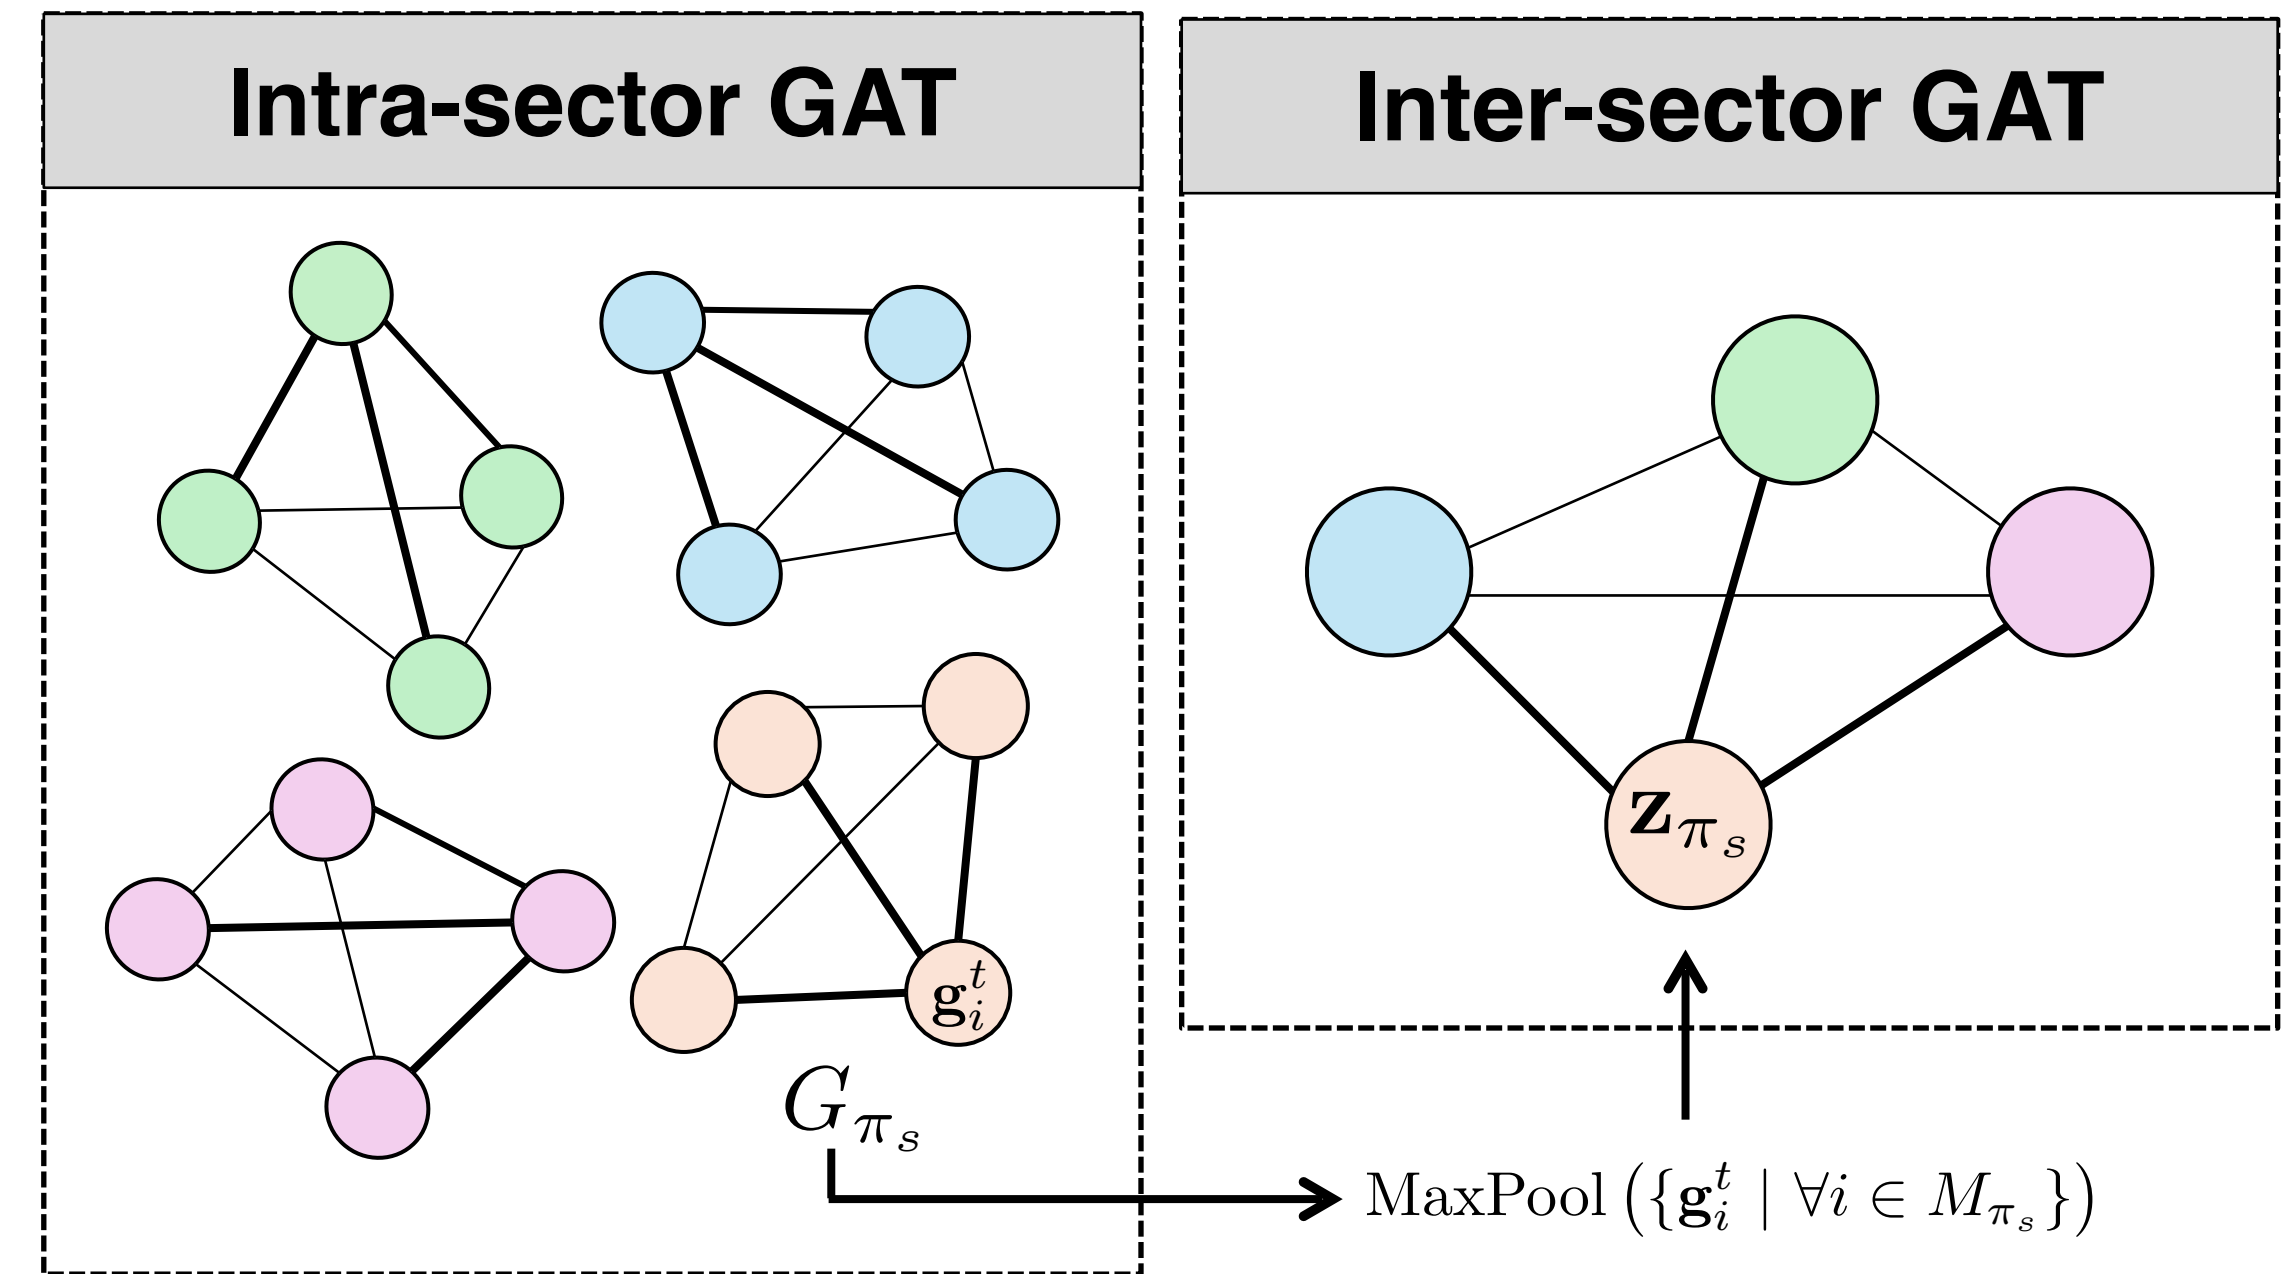 Intra-sector GAT
Inter-sector GAT
𝐳_{π_s}
𝐠_i^t
G_{π_s}
MaxPool ({𝐠_i^t | ∀i ∈ M_{π_s}})